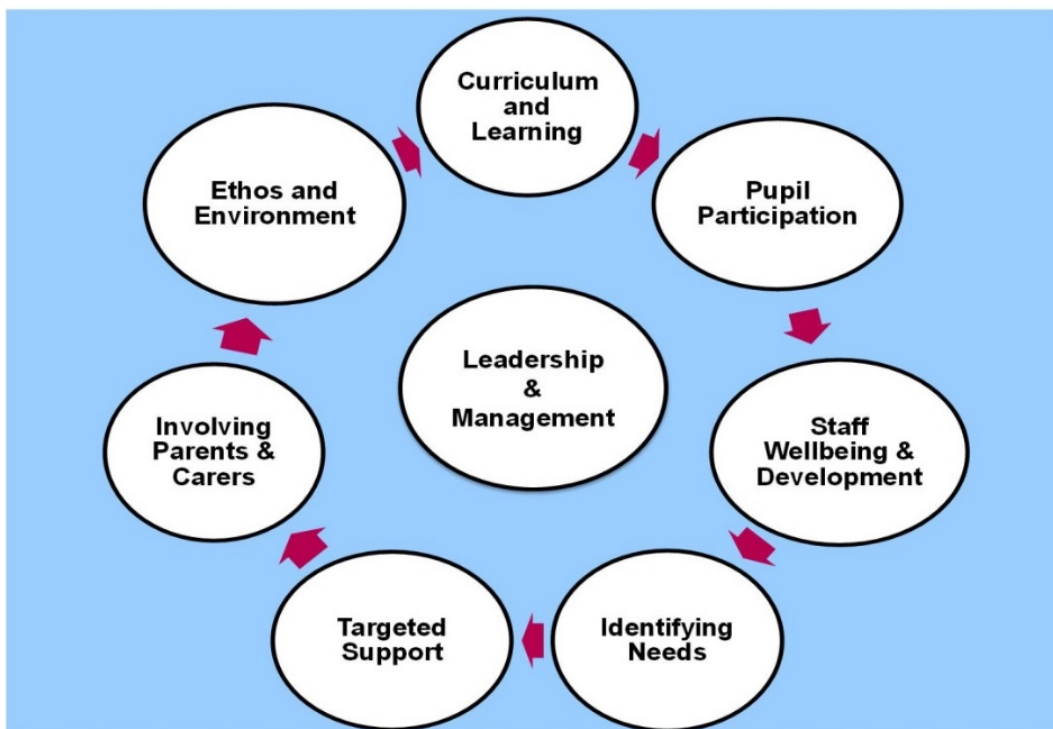 Curriculum
and
Learning
Ethos and
Environment
Pupil
Participation
Leadership
&
Management
Involving
Parents &
Carers
Staff
Wellbeing &
Development
Targeted
Support
Identifying
Needs